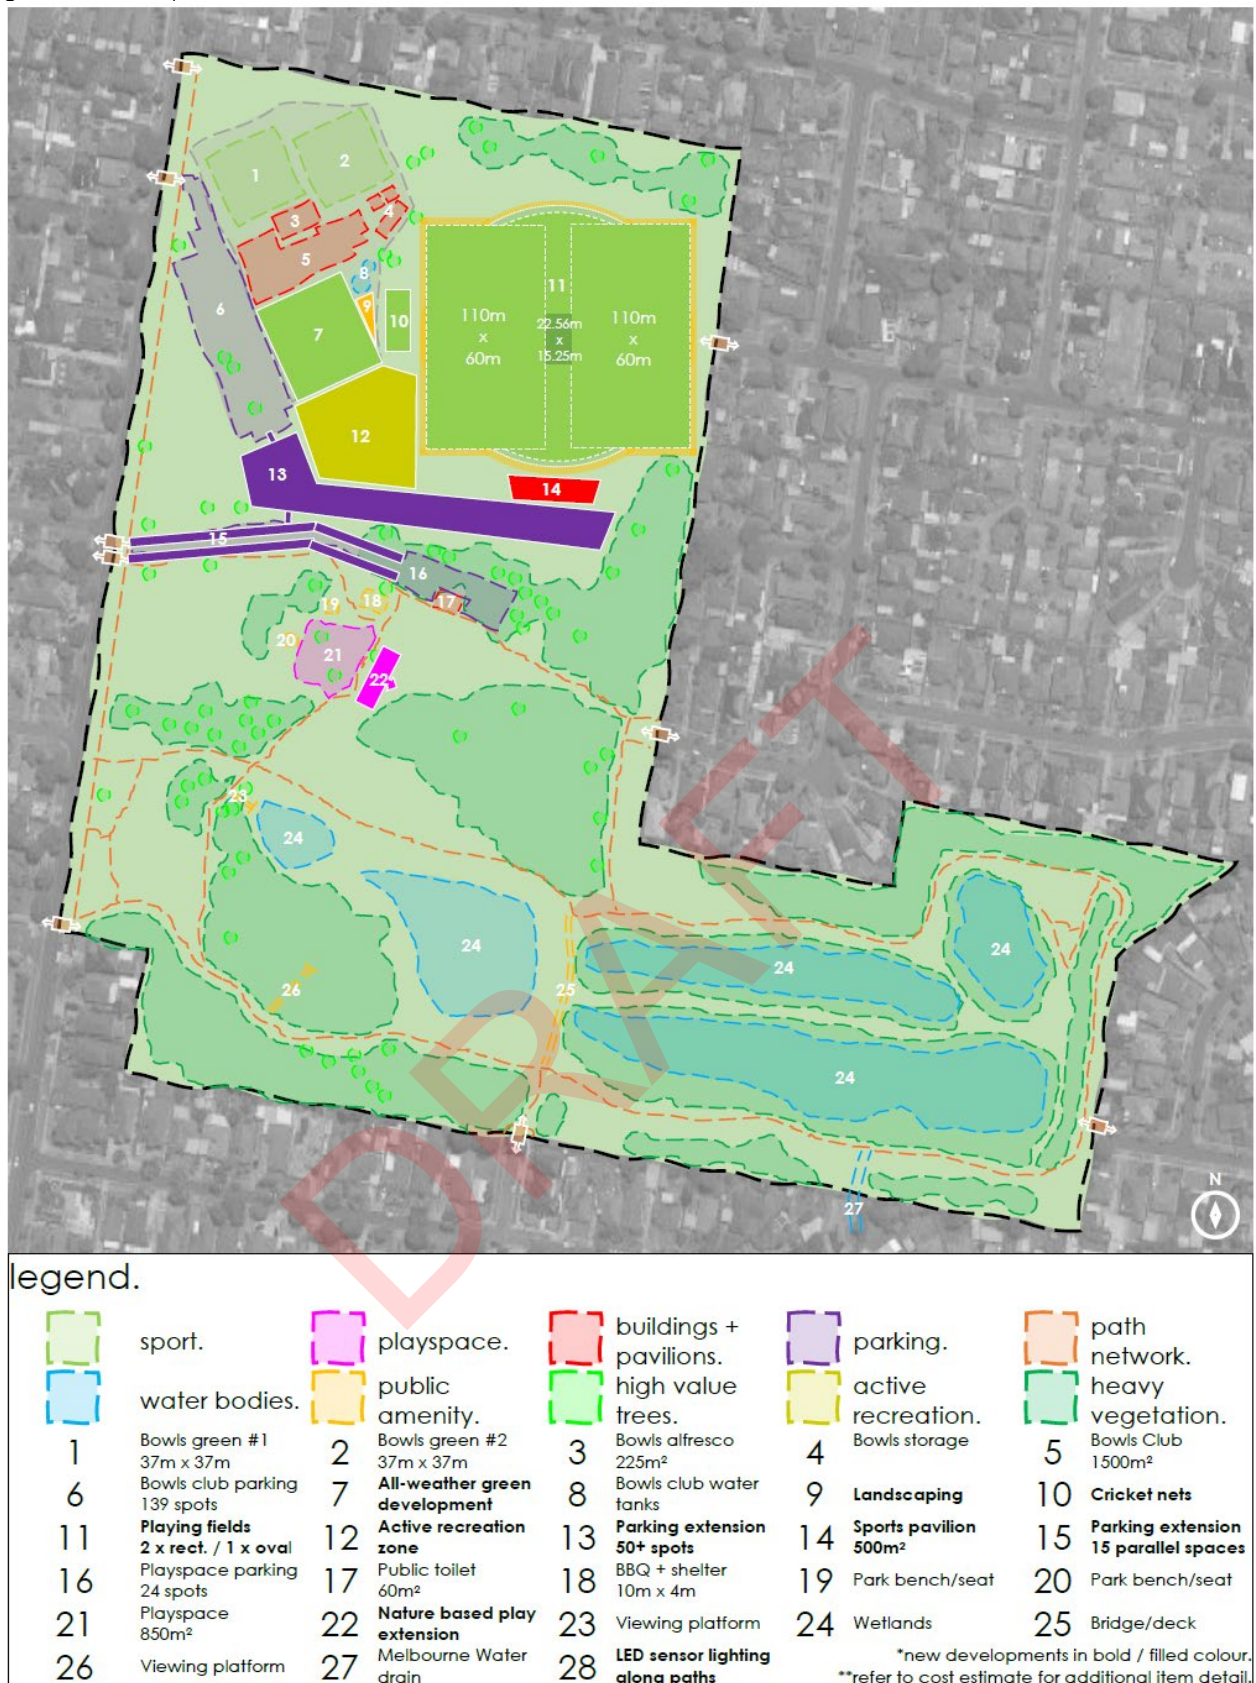 1
2
3
4
5
8
6
9
7
10
11
110m
x
60m
22.56m
x
15.25m
110m
x
60m
12
13
14
15
16
19
18
17
20
21
22
23
24
24
24
24
25
26
24
27
N
DRAFT
legend.
sport.
playspace.
buildings +
pavilions.
parking.
path
network.
water bodies.
public
amenity.
high value
trees.
active
recreation.
heavy
vegetation.
1 Bowls green #1
37m x 37m
2 Bowls green #2
37m x 37m
3 Bowls alfresco
225m²
4 Bowls storage
5 Bowls Club
1500m²
6 Bowls club parking
139 spots
7 All-weather green
development
8 Bowls club water
tanks
9 Landscaping
10 Cricket nets
11 Playing fields
2 x rect. / 1 x oval
12 Active recreation
zone
13 Parking extension
50+ spots
14 Sports pavilion
500m²
15 Parking extension
15 parallel spaces
16 Playspace parking
24 spots
17 Public toilet
60m²
18 BBQ + shelter
10m x 4m
19 Park bench/seat
20 Park bench/seat
21 Playspace
850m²
22 Nature based play
extension
23 Viewing platform
24 Wetlands
25 Bridge/deck
26 Viewing platform
27 Melbourne Water
drain
28 LED sensor lighting
along paths
*new developments in bold / filled colour.
**refer to cost estimate for additional item detail.